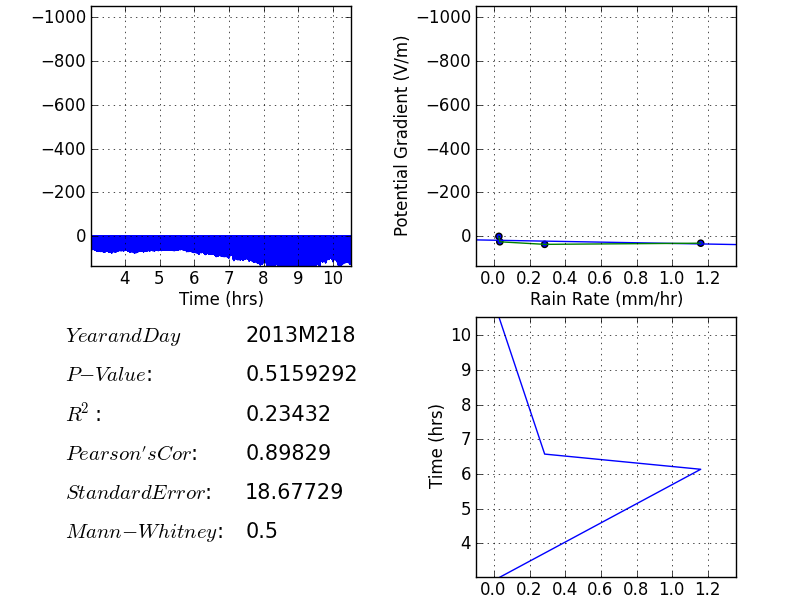 −1000
−800
−600
−400
−200
0
4 5 6 7 8 9 10
Time (hrs)
Potential Gradient (V/m)
−1000
−800
−600
−400
−200
0
0.0 0.2 0.4 0.6 0.8 1.0 1.2
Rain Rate (mm/hr)
YearandDay 2013M218
P−Value: 0.5159292
R² : 0.23432
Pearson'sCor: 0.89829
StandardError: 18.67729
Mann−Whitney: 0.5
Time (hrs)
10
9
8
7
6
5
4
0.0 0.2 0.4 0.6 0.8 1.0 1.2